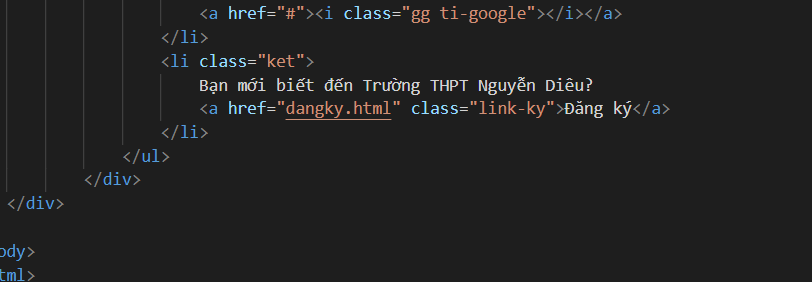 <a href="#"><i class="gg ti-google"></i></a>
</li>
<li class="ket">
Bạn mới biết đến Trường THPT Nguyễn Diêu?
<a href="dangky.html" class="link-ky">Đăng ký</a>
</li>
</ul>
</div>
</div>
ody>
tml>